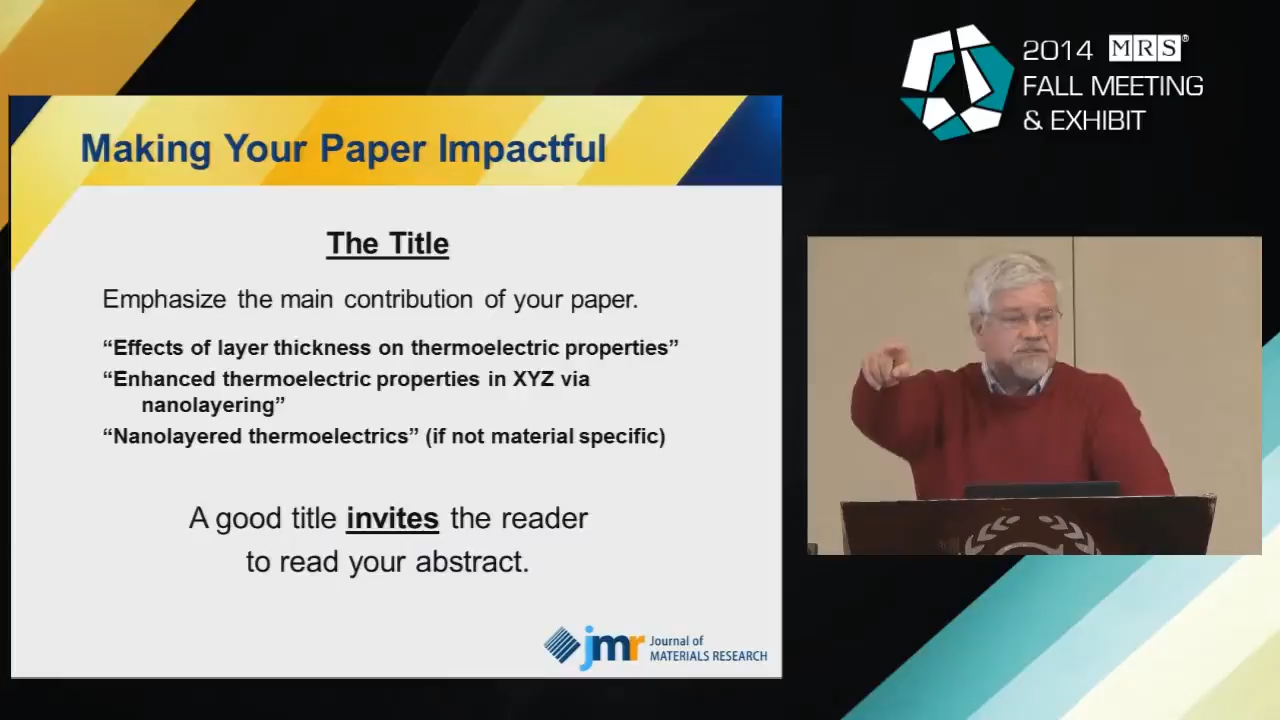 Making Your Paper Impactful
The Title
Emphasize the main contribution of your paper.
“Effects of layer thickness on thermoelectric properties”
“Enhanced thermoelectric properties in XYZ via
nanolayering”
“Nanolayered thermoelectrics” (if not material specific)
A good title invites the reader
to read your abstract.
jmr Journal of
MATERIALS RESEARCH
2014 MRS®
FALL MEETING
& EXHIBIT